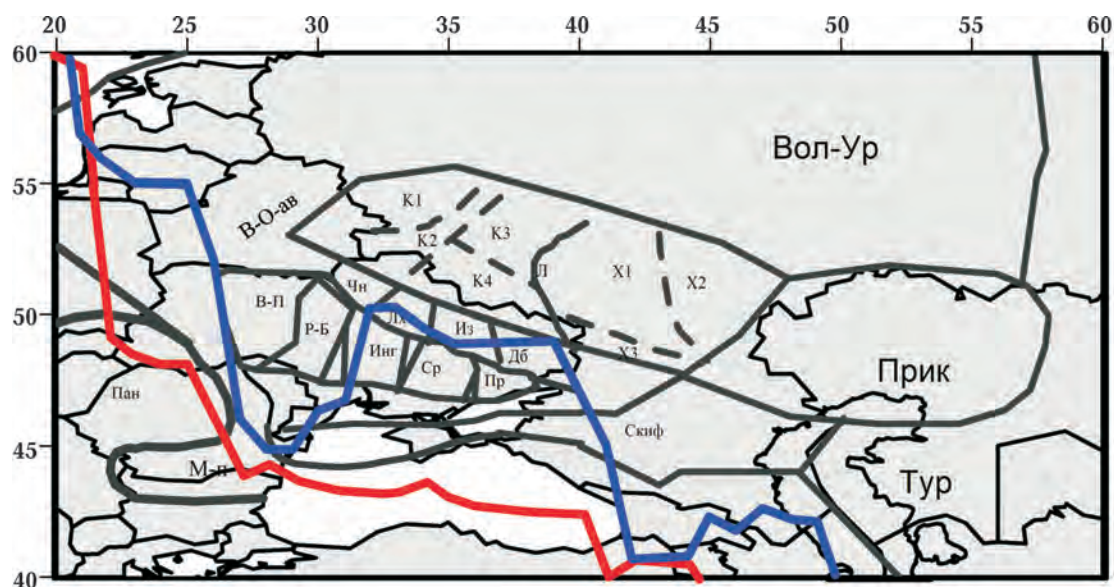 20 25 30 35 40 45 50 55 60
60
Вол-Ур
55
К1
В-О-ав
К2 К3
Л Х1 Х2
К4
Чн
В-П
50
Лх
Р-Б Из
Инг Дб Х3
Ср
Пр
Прик
Пан
Скиф
45
М-п
Тур
40